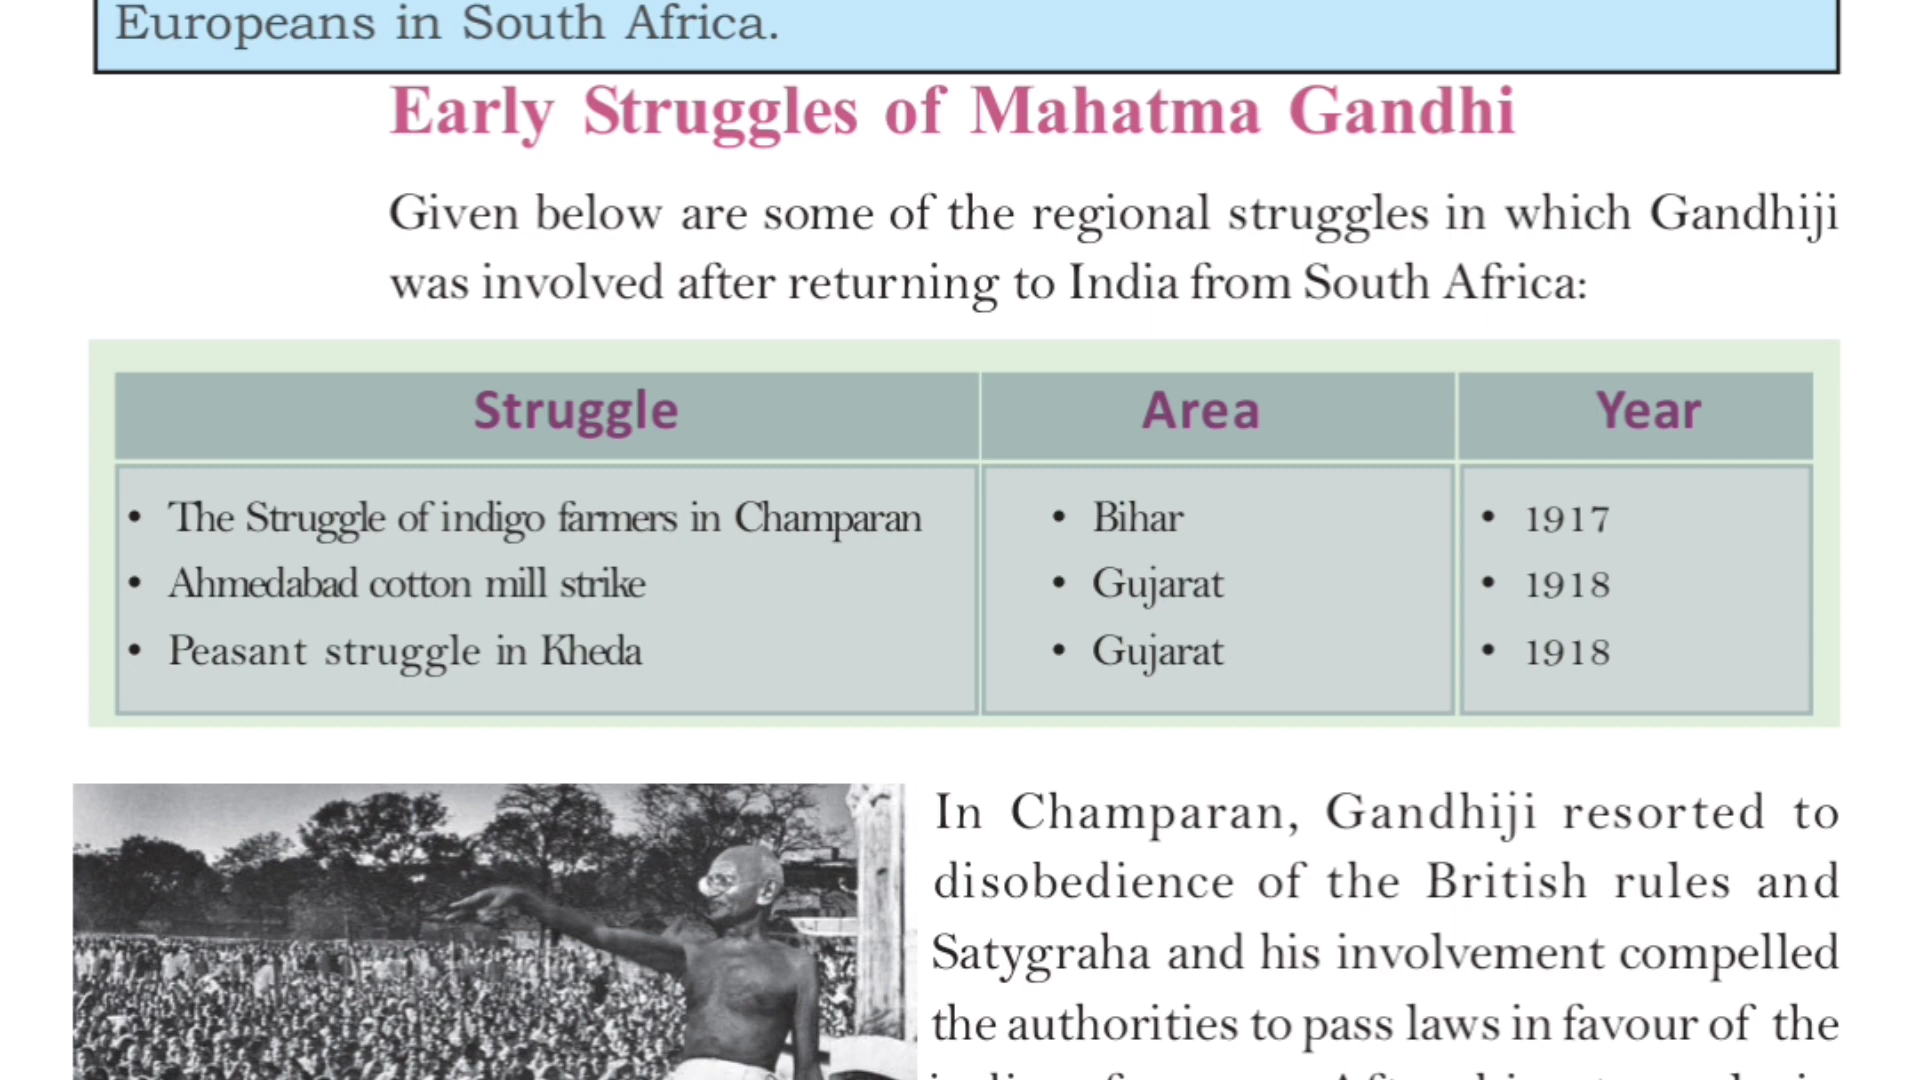 Europeans in South Africa.
Early Struggles of Mahatma Gandhi
Given below are some of the regional struggles in which Gandhiji
was involved after returning to India from South Africa:
Struggle Area Year
• The Struggle of indigo farmers in Champaran • Bihar • 1917
• Ahmedabad cotton mill strike • Gujarat • 1918
• Peasant struggle in Kheda • Gujarat • 1918
In Champaran, Gandhiji resorted to
disobedience of the British rules and
Satygraha and his involvement compelled
the authorities to pass laws in favour of the